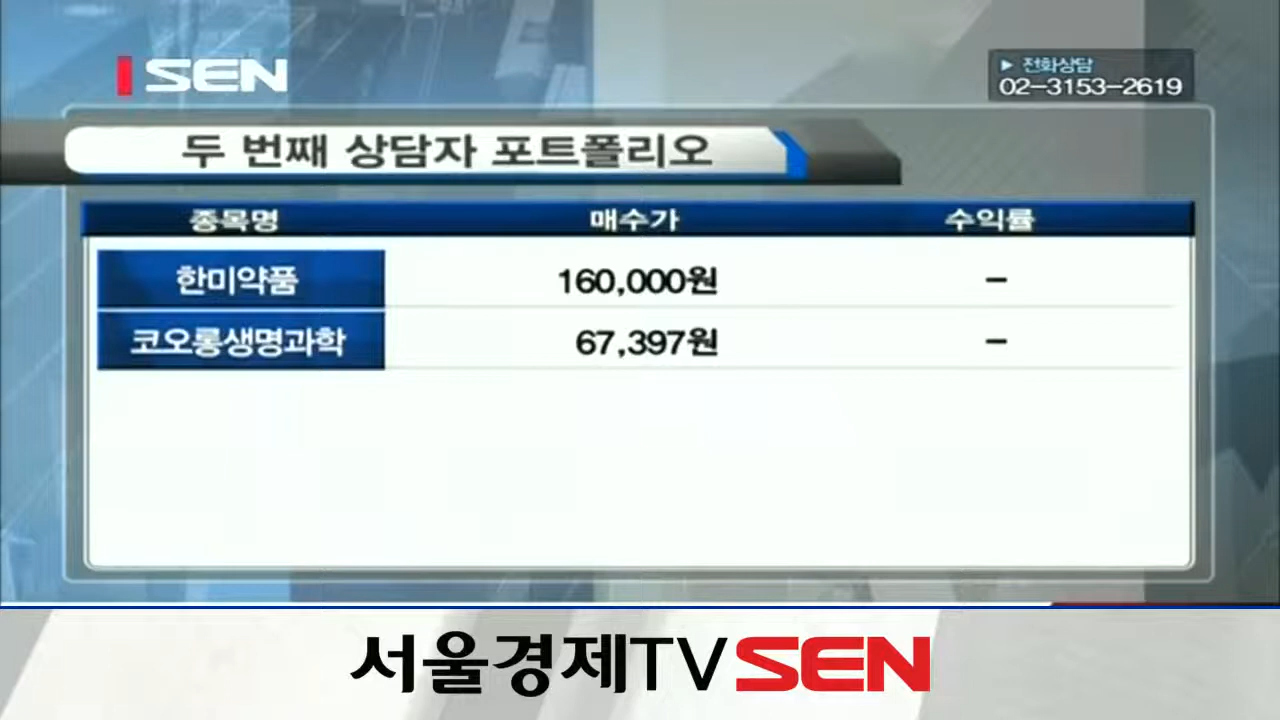 SEN
▶ 전화상담
02-3153-2619
두 번째 상담자 포트폴리오
종목명 매수가 수익률
한미약품 160,000원 -
코오롱생명과학 67,397원 -
서울경제TV SEN